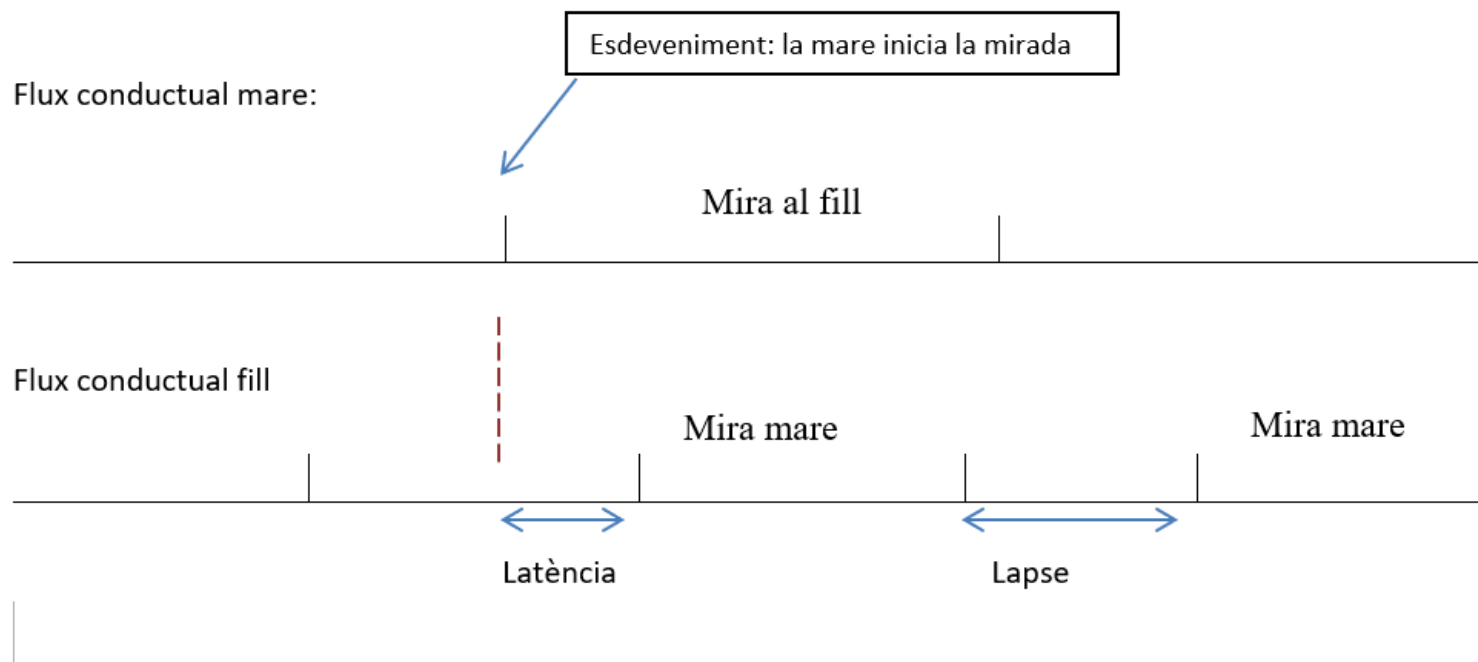 Esdeveniment: la mare inicia la mirada
Flux conductual mare:
Mira al fill
Flux conductual fill
Mira mare
Mira mare
Latència
Lapse